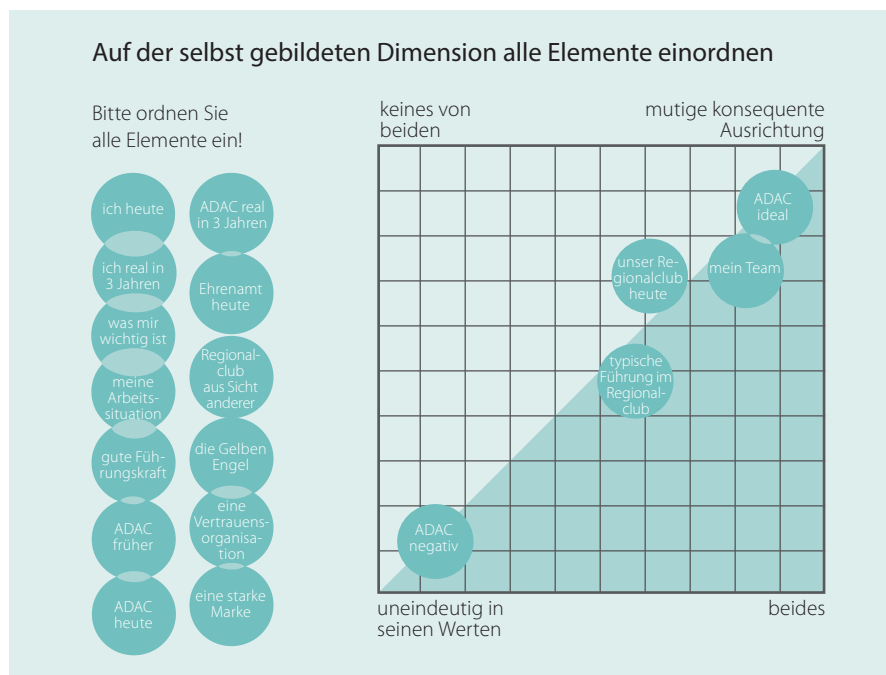 Auf der selbst gebildeten Dimension alle Elemente einordnen
Bitte ordnen Sie
alle Elemente ein!
ich heute
ich real in
3 Jahren
was mir
wichtig ist
meine
Arbeits-
situation
gute Füh-
rungskraft
ADAC
früher
ADAC
heute
ADAC real
in 3 Jahren
Ehrenamt
heute
Regional-
club
aus Sicht
anderer
die Gelben
Engel
eine
Vertrauens-
organisa-
tion
eine starke
Marke
keines von
beiden
mutige konsequente
Ausrichtung
ADAC
ideal
unser Re-
gionalclub
heute
mein Team
typische
Führung im
Regional-
club
ADAC
negativ
uneindeutig in
seinen Werten
beides